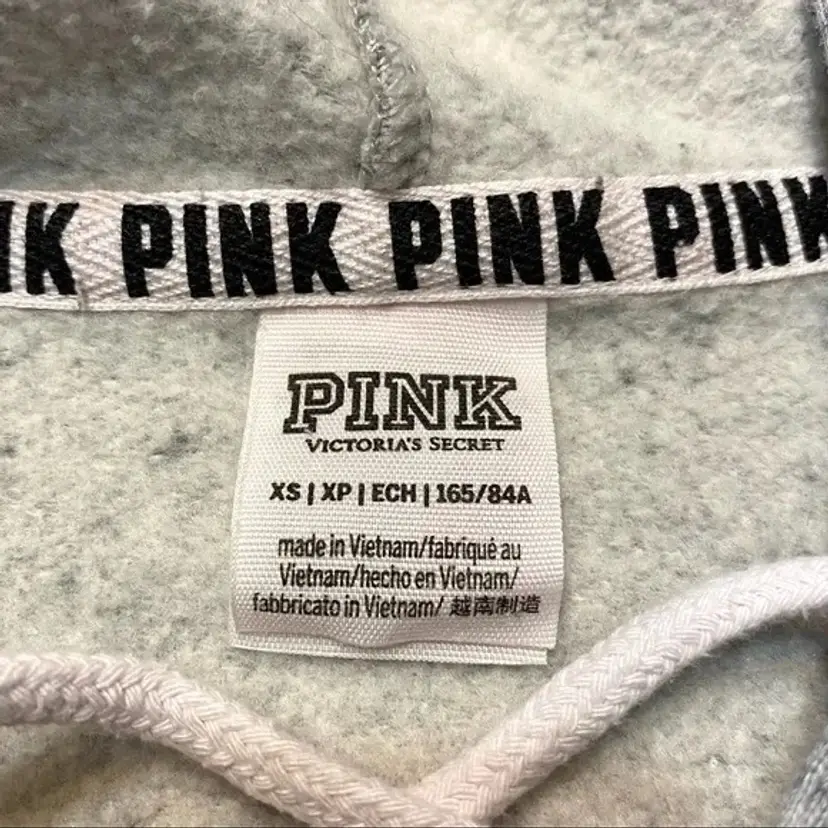 NK PINK PINK PINK
PINK
VICTORIA'S SECRET
XS | XP | ECH | 165/84A
made in Vietnam/fabriqué au
Vietnam/hecho en Vietnam/
fabbricato in Vietnam/ 越南制造